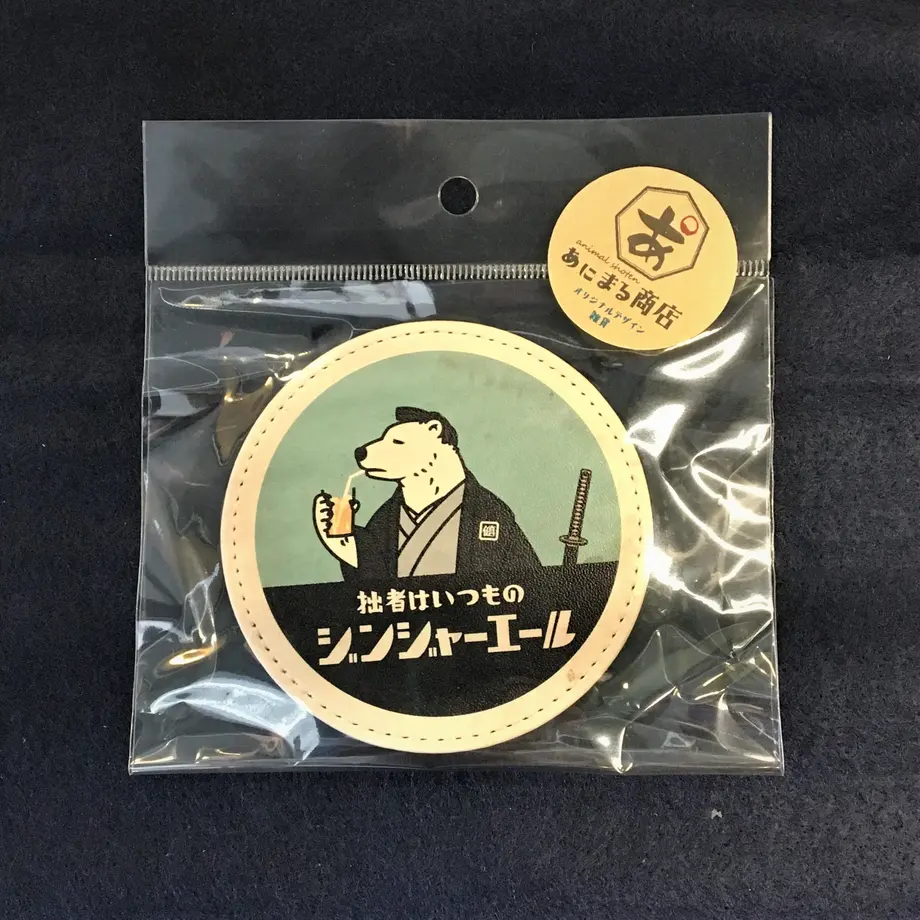 あ
animal shoten
あにまる商店
オリジナルデザイン
雑貨
拙者はいつもの
ジンジャーエール